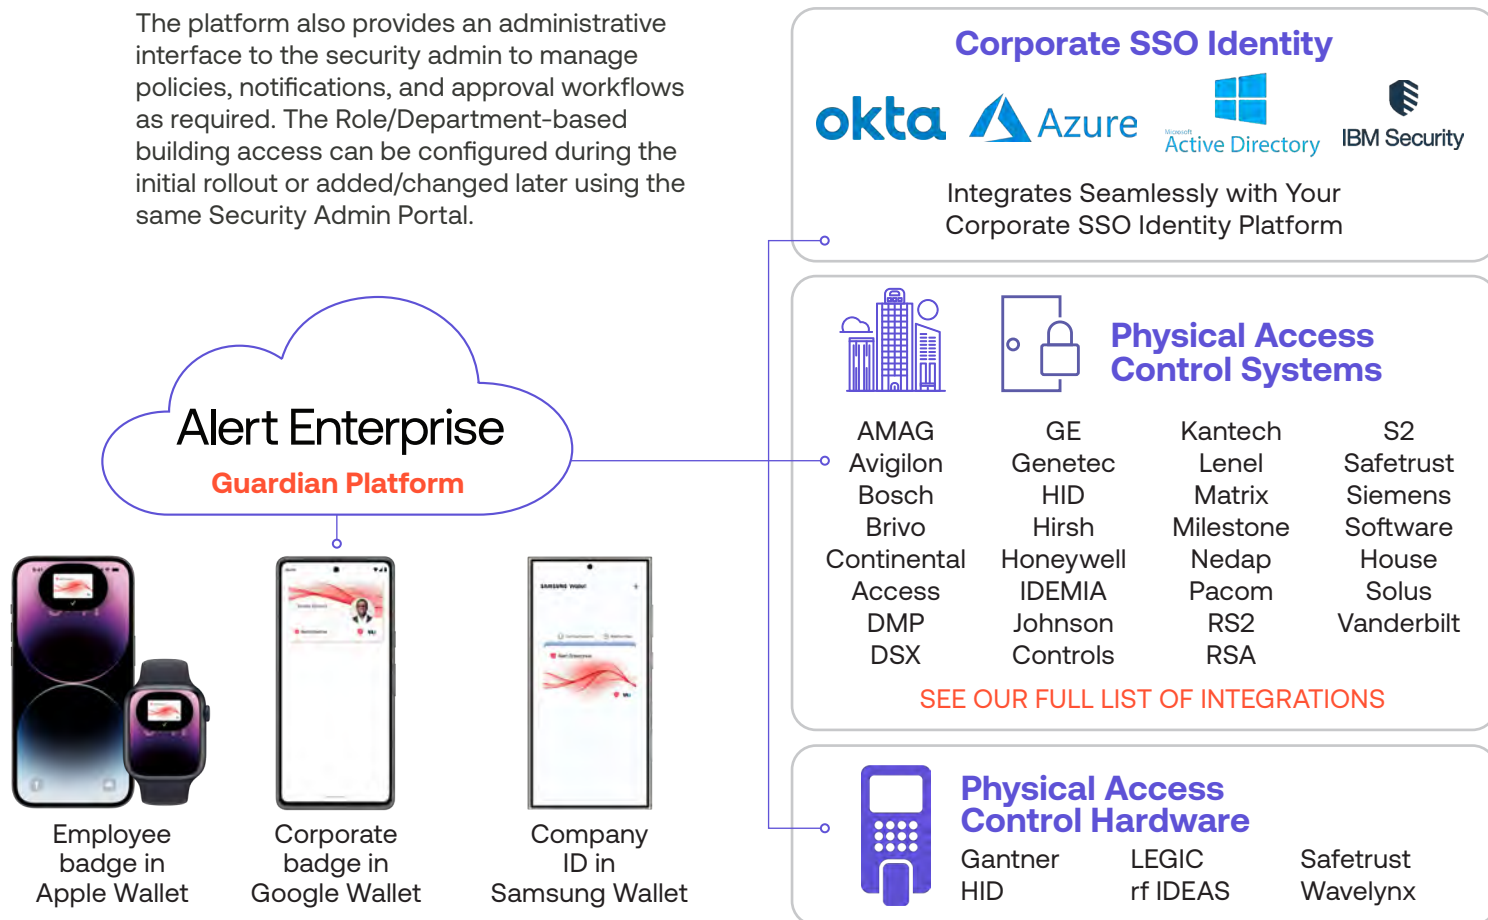 The platform also provides an administrative
interface to the security admin to manage
policies, notifications, and approval workflows
as required. The Role/Department-based
building access can be configured during the
initial rollout or added/changed later using the
same Security Admin Portal.
Corporate SSO Identity
okta
Azure
Microsoft
Active Directory
IBM Security
Integrates Seamlessly with Your
Corporate SSO Identity Platform
Alert Enterprise
Guardian Platform
SAMSUNG Wallet
Employee
badge in
Apple Wallet
Corporate
badge in
Google Wallet
Company
ID in
Samsung Wallet
Physical Access
Control Systems
AMAG
Avigilon
Bosch
Brivo
Continental
Access
DMP
DSX
GE
Genetec
HID
Hirsh
Honeywell
IDEMIA
Johnson
Controls
Kantech
Lenel
Matrix
Milestone
Nedap
Pacom
RS2
RSA
S2
Safetrust
Siemens
Software
House
Solus
Vanderbilt
SEE OUR FULL LIST OF INTEGRATIONS
Physical Access
Control Hardware
Gantner
HID
LEGIC
rf IDEAS
Safetrust
Wavelynx